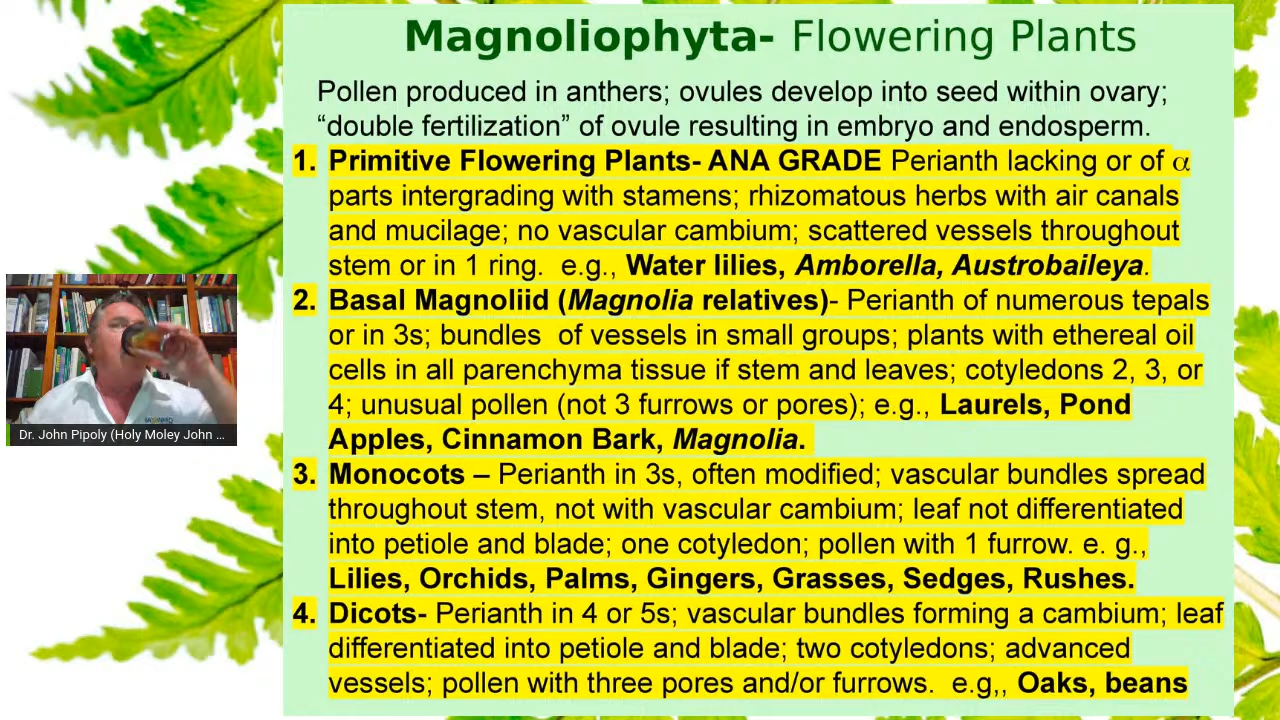 Magnoliophyta- Flowering Plants
Pollen produced in anthers; ovules develop into seed within ovary;
“double fertilization” of ovule resulting in embryo and endosperm.
1. Primitive Flowering Plants- ANA GRADE Perianth lacking or of α
parts intergrading with stamens; rhizomatous herbs with air canals
and mucilage; no vascular cambium; scattered vessels throughout
stem or in 1 ring. e.g., Water lilies, Amborella, Austrobaileya.
2. Basal Magnoliid (Magnolia relatives)- Perianth of numerous tepals
or in 3s; bundles of vessels in small groups; plants with ethereal oil
cells in all parenchyma tissue if stem and leaves; cotyledons 2, 3, or
4; unusual pollen (not 3 furrows or pores); e.g., Laurels, Pond
Apples, Cinnamon Bark, Magnolia.
3. Monocots – Perianth in 3s, often modified; vascular bundles spread
throughout stem, not with vascular cambium; leaf not differentiated
into petiole and blade; one cotyledon; pollen with 1 furrow. e. g.,
Lilies, Orchids, Palms, Gingers, Grasses, Sedges, Rushes.
4. Dicots- Perianth in 4 or 5s; vascular bundles forming a cambium; leaf
differentiated into petiole and blade; two cotyledons; advanced
vessels; pollen with three pores and/or furrows. e.g,, Oaks, beans
Dr. John Pipoly (Holy Moley John ...